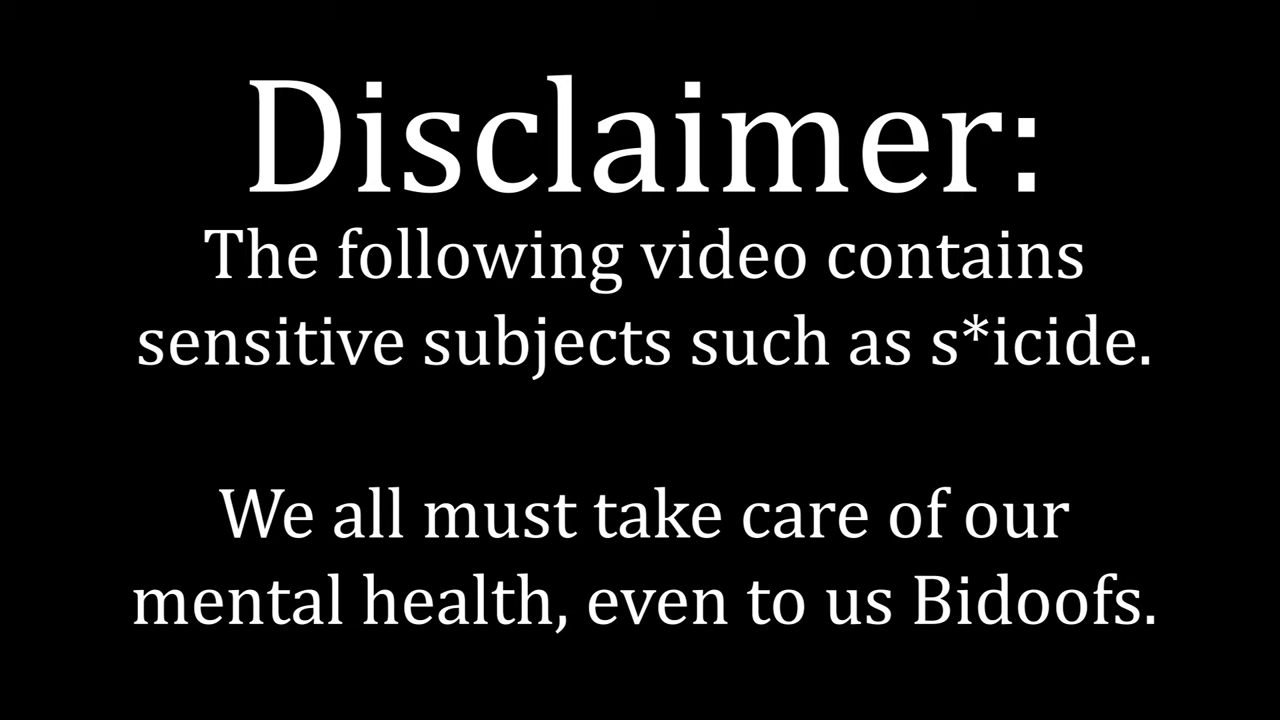 Disclaimer:
The following video contains
sensitive subjects such as s*icide.
We all must take care of our
mental health, even to us Bidoofs.